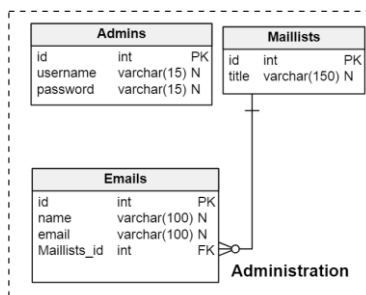 Admins
id int PK
username varchar(15) N
password varchar(15) N
Maillists
id int PK
title varchar(150) N
Emails
id int PK
name varchar(100) N
email varchar(100) N
Maillists_id int FK
Administration